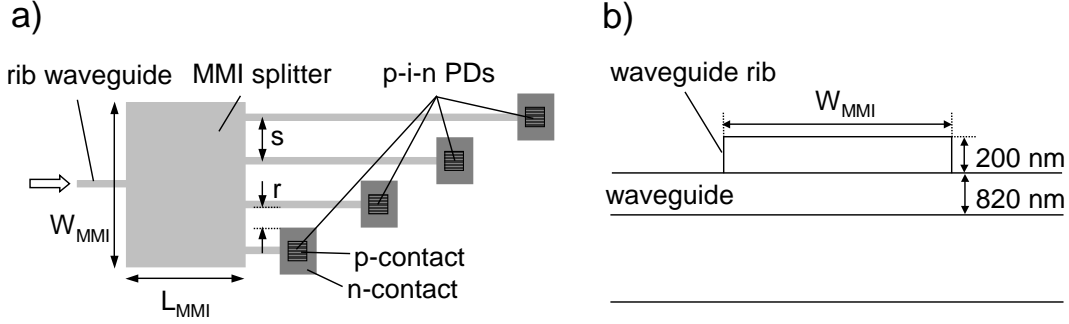 a)
rib waveguide
MMI splitter
p-i-n PDs
s
r
W_MMI
L_MMI
p-contact
n-contact
b)
waveguide rib
W_MMI
200 nm
waveguide
820 nm